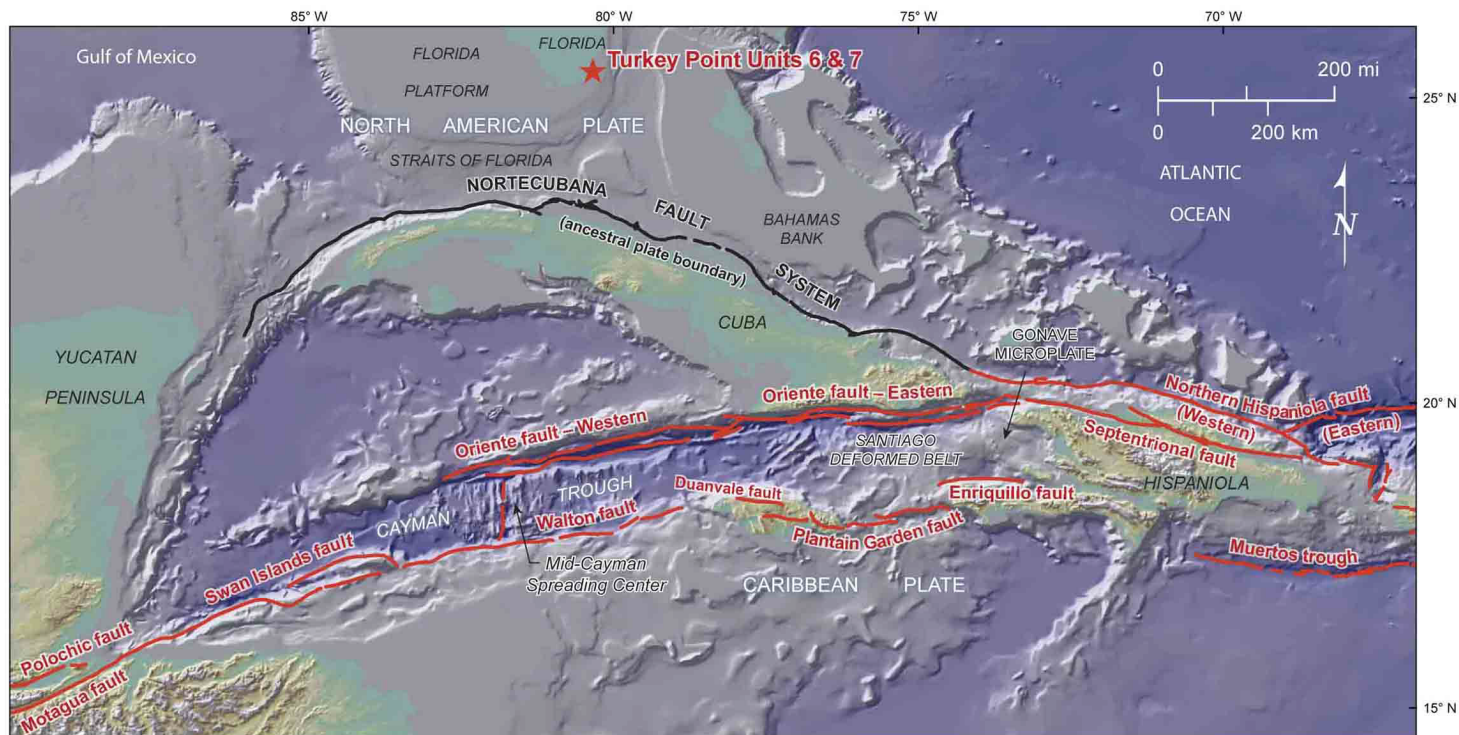 85° W
80° W
75° W
70° W
Gulf of Mexico
FLORIDA
PLATFORM
FLORIDA
Turkey Point Units 6 & 7
0
200 mi
0
200 km
25° N
NORTH AMERICAN PLATE
STRAITS OF FLORIDA
ATLANTIC
OCEAN
N
NORTECUBANA
FAULT
SYSTEM
(ancestral plate boundary)
BAHAMAS
BANK
CUBA
GONAVE
MICROPLATE
YUCATAN
PENINSULA
20° N
Northern Hispaniola fault
(Western)
(Eastern)
Oriente fault – Eastern
Oriente fault – Western
Septentrional fault
SANTIAGO
DEFORMED BELT
HISPANIOLA
CAYMAN
TROUGH
Duanvale fault
Enriquillo fault
Walton fault
Plantain Garden fault
Swan Islands fault
Mid-Cayman
Spreading Center
Muertos trough
CARIBBEAN PLATE
Polochic fault
Motagua fault
15° N